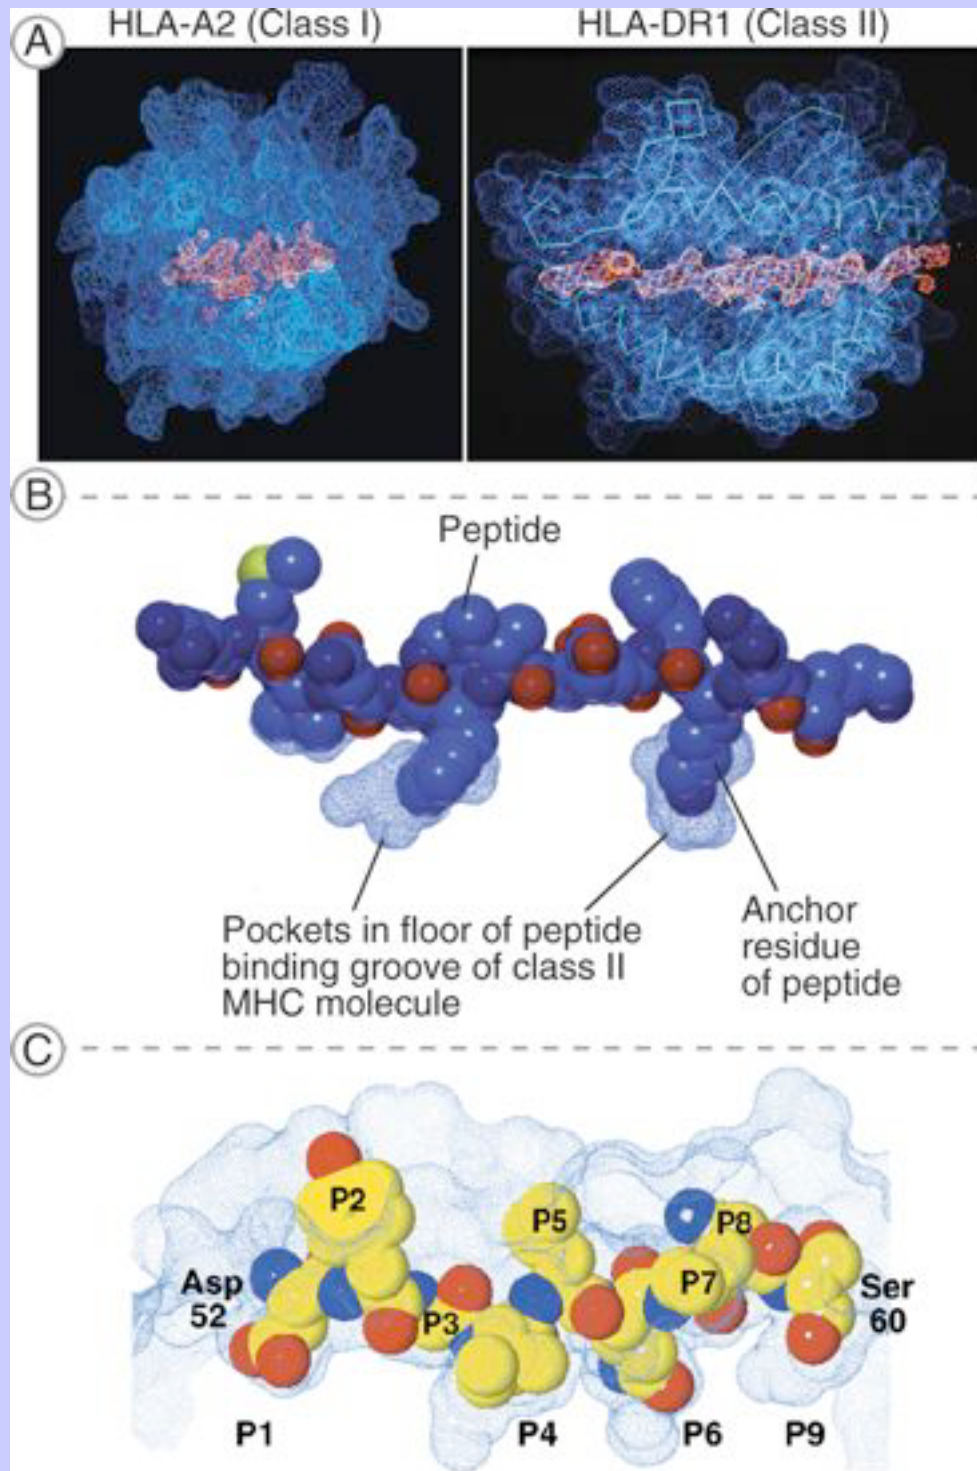 A
HLA-A2 (Class I)
HLA-DR1 (Class II)
B
Peptide
Pockets in floor of peptide
binding groove of class II
MHC molecule
Anchor
residue
of peptide
C
P2
P5
P8
Asp
52
P7
Ser
60
P3
P1
P4
P6
P9